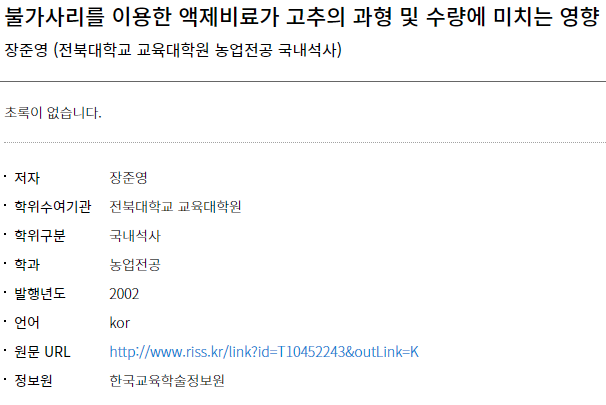 불가사리를 이용한 액제비료가 고추의 과형 및 수량에 미치는 영향
장준영 (전북대학교 교육대학원 농업전공 국내석사)
초록이 없습니다.
· 저자 장준영
· 학위수여기관 전북대학교 교육대학원
· 학위구분 국내석사
· 학과 농업전공
· 발행년도 2002
· 언어 kor
· 원문 URL http://www.riss.kr/link?id=T10452243&outLink=K
· 정보원 한국교육학술정보원